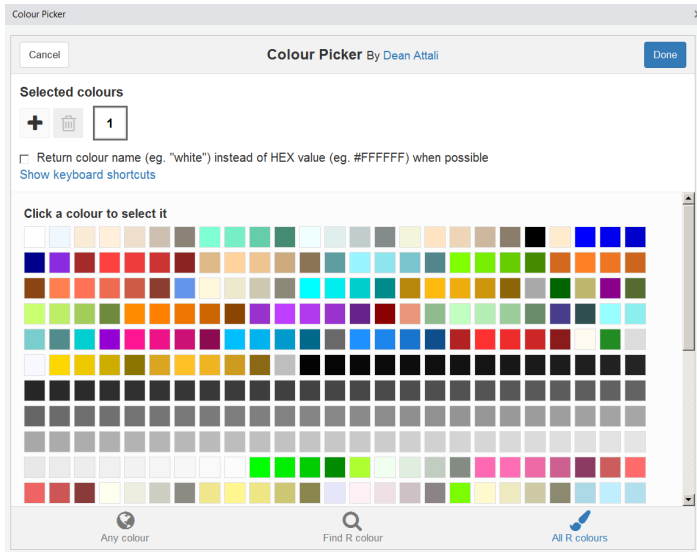 Colour Picker
Cancel
Colour Picker By Dean Attali
Done
Selected colours
1
Return colour name (eg. "white") instead of HEX value (eg. #FFFFFF) when possible
Show keyboard shortcuts
Click a colour to select it
Any colour
Find R colour
All R colours